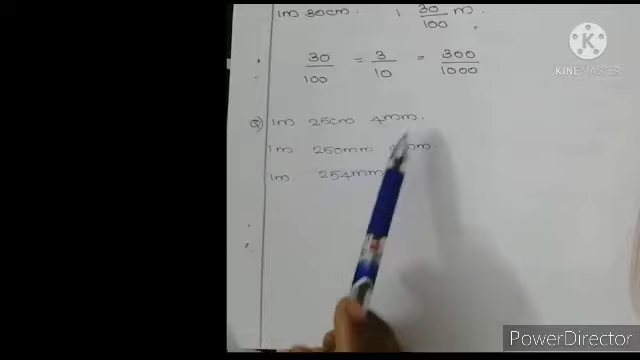 1m 30cm. 1 30/100 m.
30/100 = 3/10 = 300/1000
KINEMASTER
1m 25cm 4mm.
1m 250mm
1m 254mm
PowerDirector